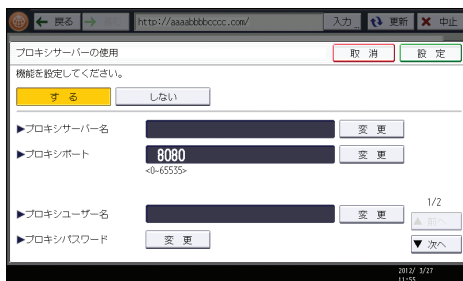 ← 戻る → http://aaaabbbbcccc.com/ 入力 更新 ✖ 中止
プロキシサーバーの使用 取 消 設 定
機能を設定してください。
す る しない
▶プロキシサーバー名 変 更
▶プロキシポート 8080 変 更
<0~65535>
1/2
▶プロキシユーザー名 変 更 ▲ 前へ
▶プロキシパスワード 変 更 ▼ 次へ
2012/ 3/27
11:55